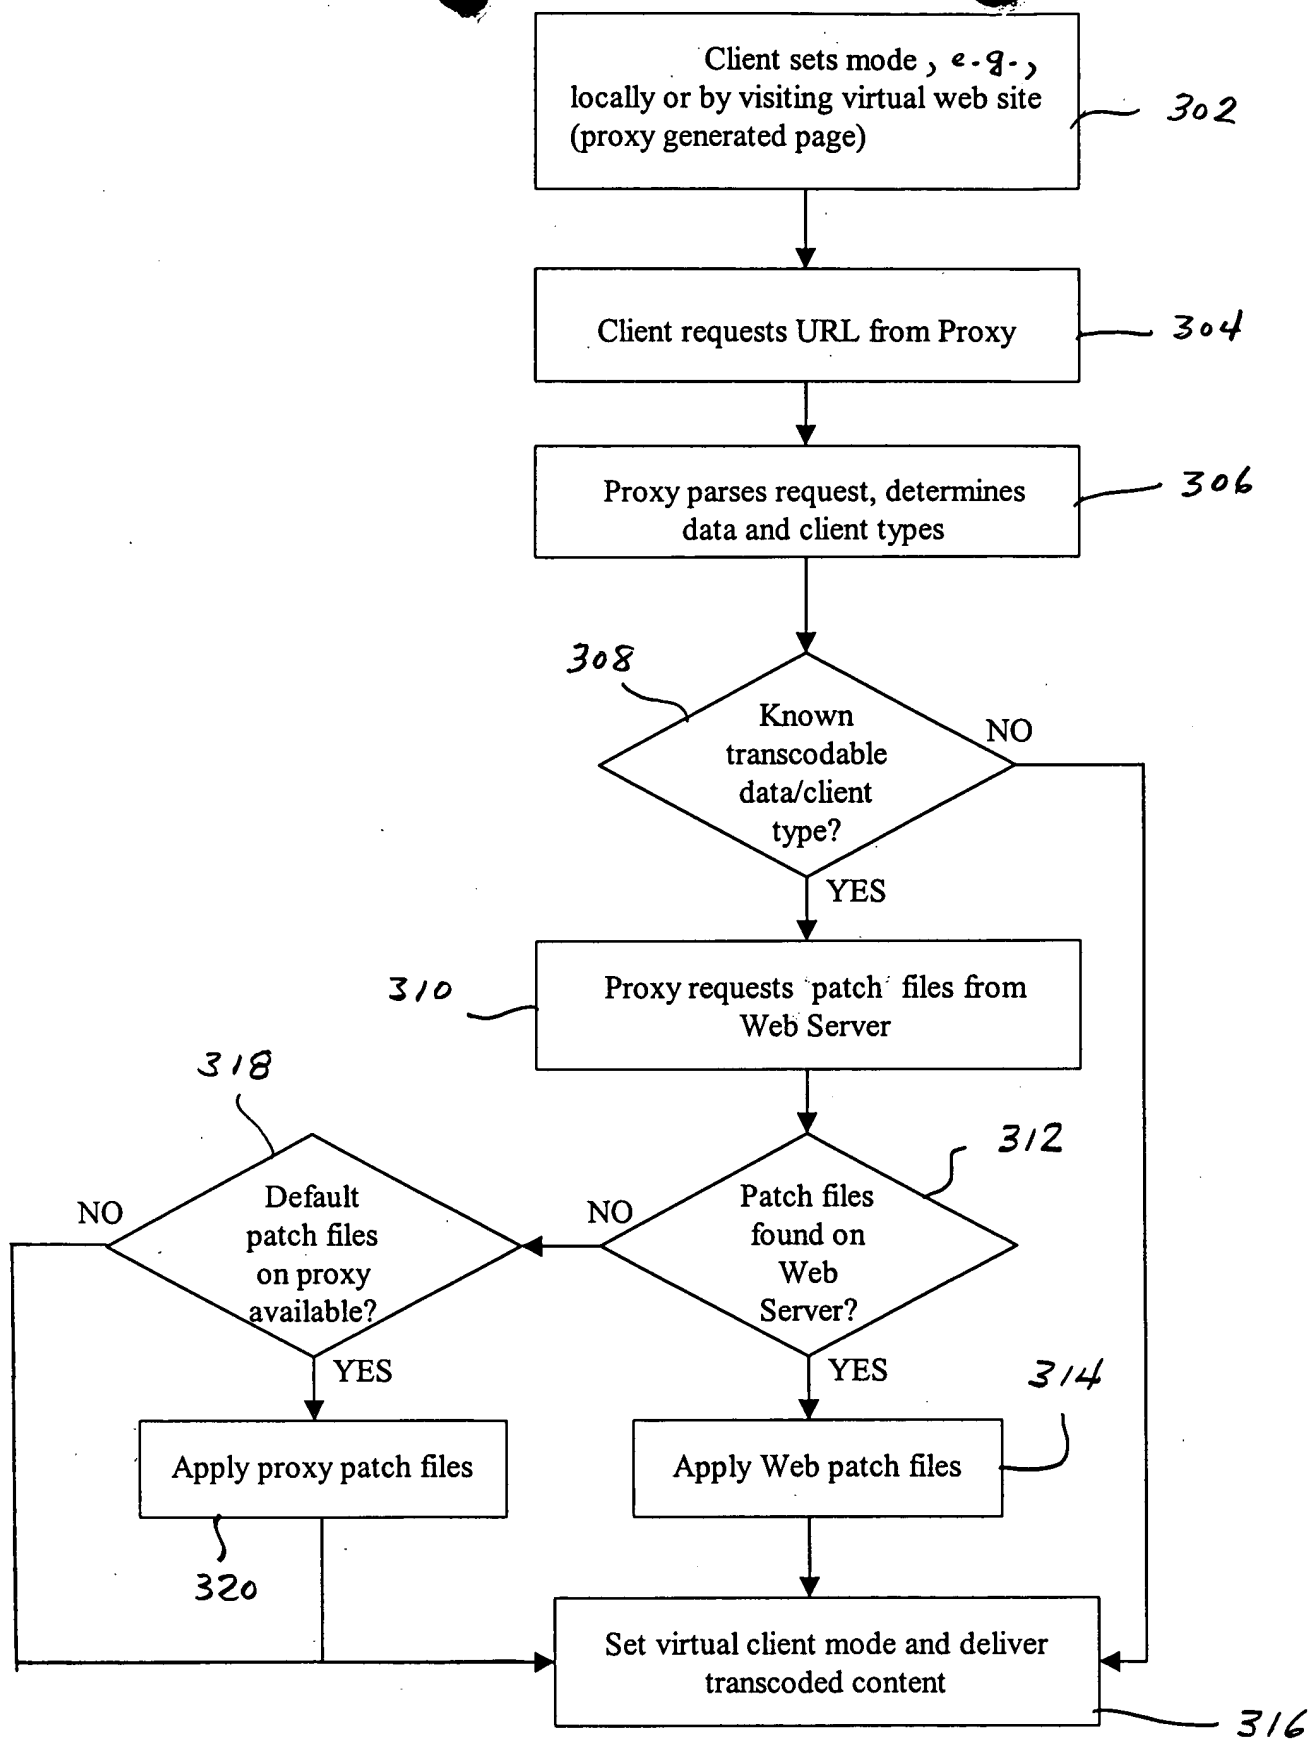 Client sets mode, e.g.,
locally or by visiting virtual web site
(proxy generated page)
302
Client requests URL from Proxy
304
Proxy parses request, determines
data and client types
306
308
Known
transcodable
data/client
type?
NO
YES
310
Proxy requests 'patch' files from
Web Server
318
312
Default
patch files
on proxy
available?
NO
YES
Patch files
found on
Web
Server?
NO
YES
314
Apply proxy patch files
Apply Web patch files
320
Set virtual client mode and deliver
transcoded content
316